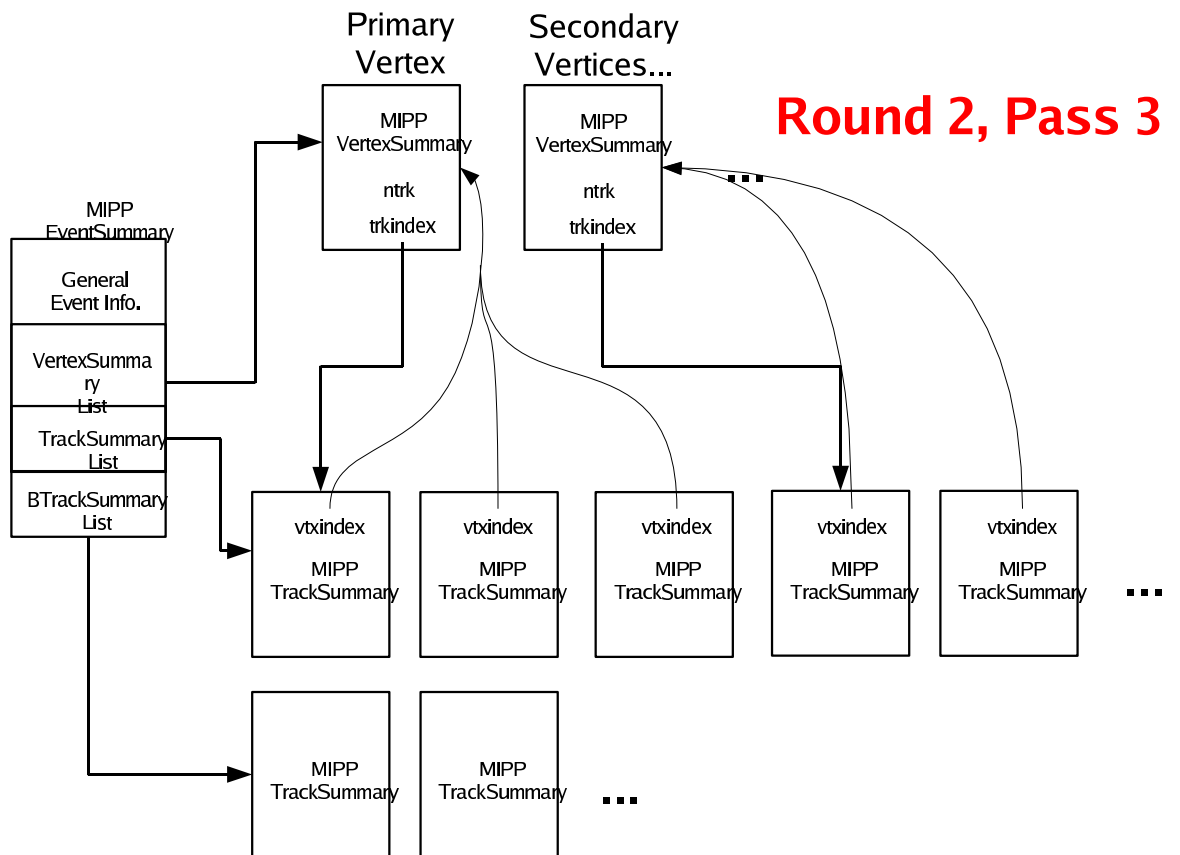 Primary
Vertex
Secondary
Vertices...
Round 2, Pass 3
MIPP
VertexSummary
ntrk
trkindex
MIPP
VertexSummary
ntrk
trkindex
...
MIPP
EventSummary
General
Event Info.
VertexSumma
ry
List
TrackSummary
List
BTrackSummary
List
vtxindex
MIPP
TrackSummary
vtxindex
MIPP
TrackSummary
vtxindex
MIPP
TrackSummary
vtxindex
MIPP
TrackSummary
vtxindex
MIPP
TrackSummary
...
MIPP
TrackSummary
MIPP
TrackSummary
...